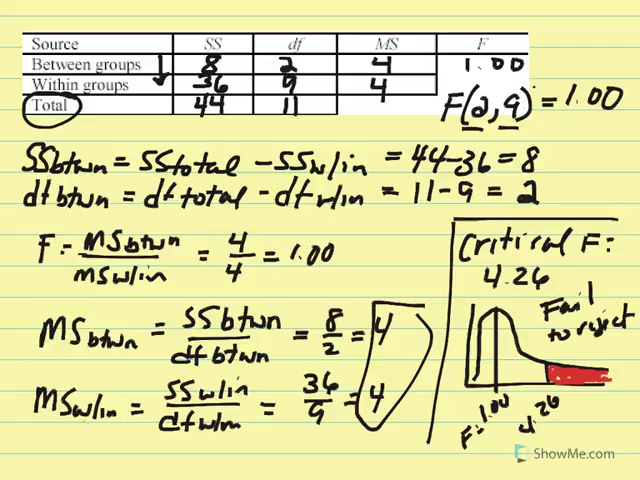 Source SS df MS F
Between groups 8 2 4 1.00
Within groups 36 9 4
Total 44 11
F(2,9) = 1.00
SSbtwn = SStotal - SSw/in = 44-36 = 8
dfbtwn = dftotal - dfw/in = 11-9 = 2
F = MSbtwn / MSw/in = 4/4 = 1.00
Critical F:
4.26
Fail
to reject
MSbtwn = SSbtwn / dfbtwn = 8/2 = 4
MSw/in = SSw/in / dfw/in = 36/9 = 4
F= 1.00 4.26
ShowMe.com